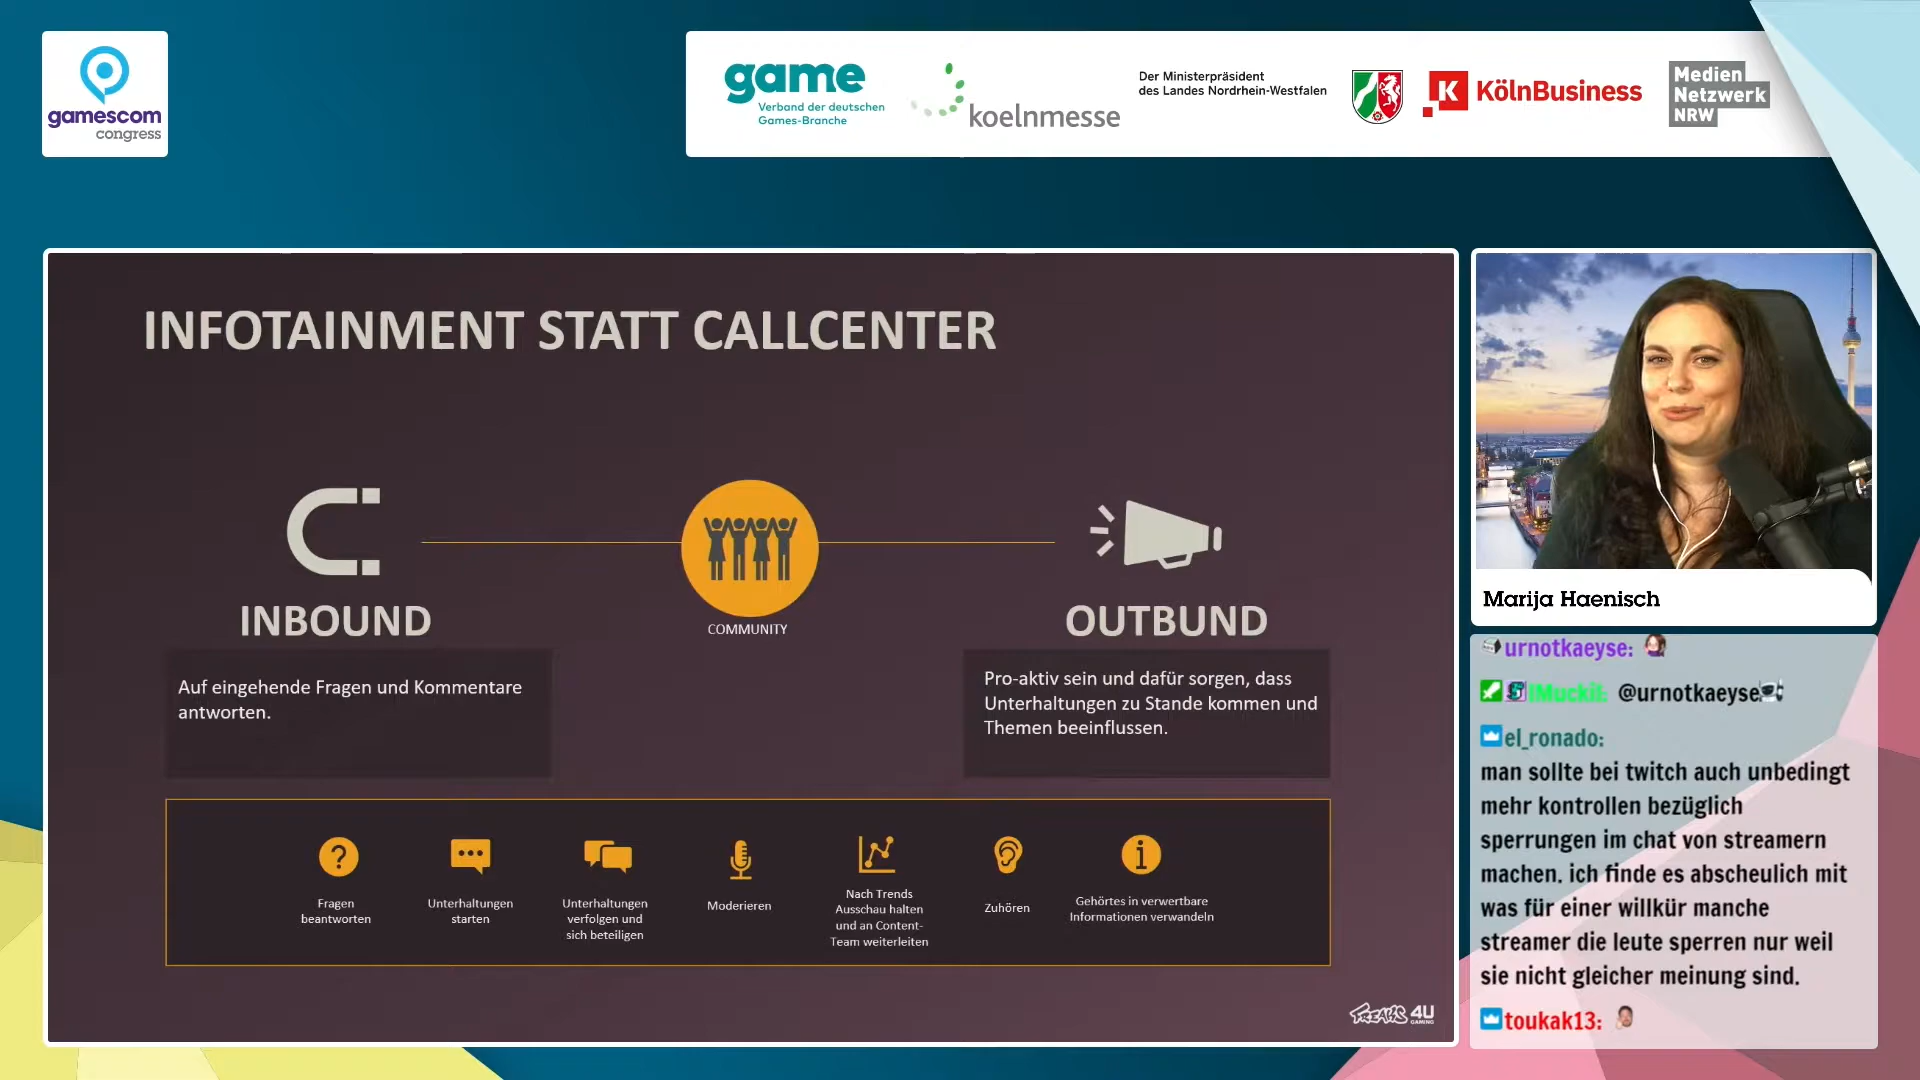 gamescom
congress
game
Verband der deutschen
Games-Branche
koelnmesse
Der Ministerpräsident
des Landes Nordrhein-Westfalen
K KölnBusiness
Medien
Netzwerk
NRW
INFOTAINMENT STATT CALLCENTER
INBOUND
COMMUNITY
OUTBUND
Auf eingehende Fragen und Kommentare
antworten.
Pro-aktiv sein und dafür sorgen, dass
Unterhaltungen zu Stande kommen und
Themen beeinflussen.
Fragen
beantworten
Unterhaltungen
starten
Unterhaltungen
verfolgen und
sich beteiligen
Moderieren
Nach Trends
Ausschau halten
und an Content-
Team weiterleiten
Zuhören
Gehörtes in verwertbare
Informationen verwandeln
FREAKS 4U
GAMING
Marija Haenisch
urnotkaeyse:
IMuckiI: @urnotkaeyse
el_ronado:
man sollte bei twitch auch unbedingt
mehr kontrollen bezüglich
sperrungen im chat von streamern
machen. ich finde es abscheulich mit
was für einer willkür manche
streamer die leute sperren nur weil
sie nicht gleicher meinung sind.
toukak13: